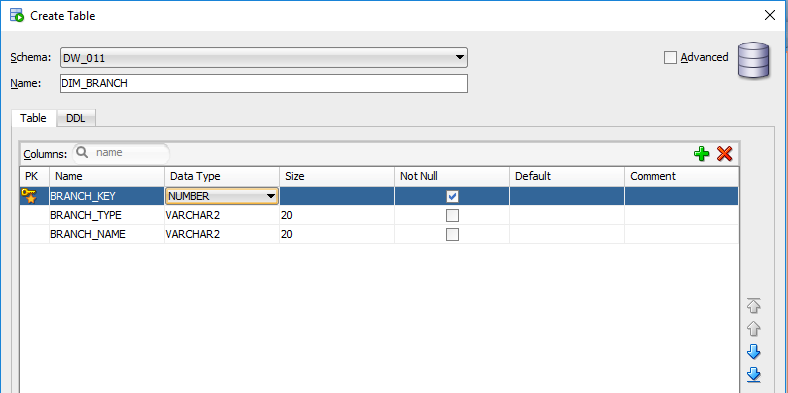 Create Table
Schema: DW_011 Advanced
Name: DIM_BRANCH
Table DDL
Columns: name
PK Name Data Type Size Not Null Default Comment
BRANCH_KEY NUMBER
BRANCH_TYPE VARCHAR2 20
BRANCH_NAME VARCHAR2 20